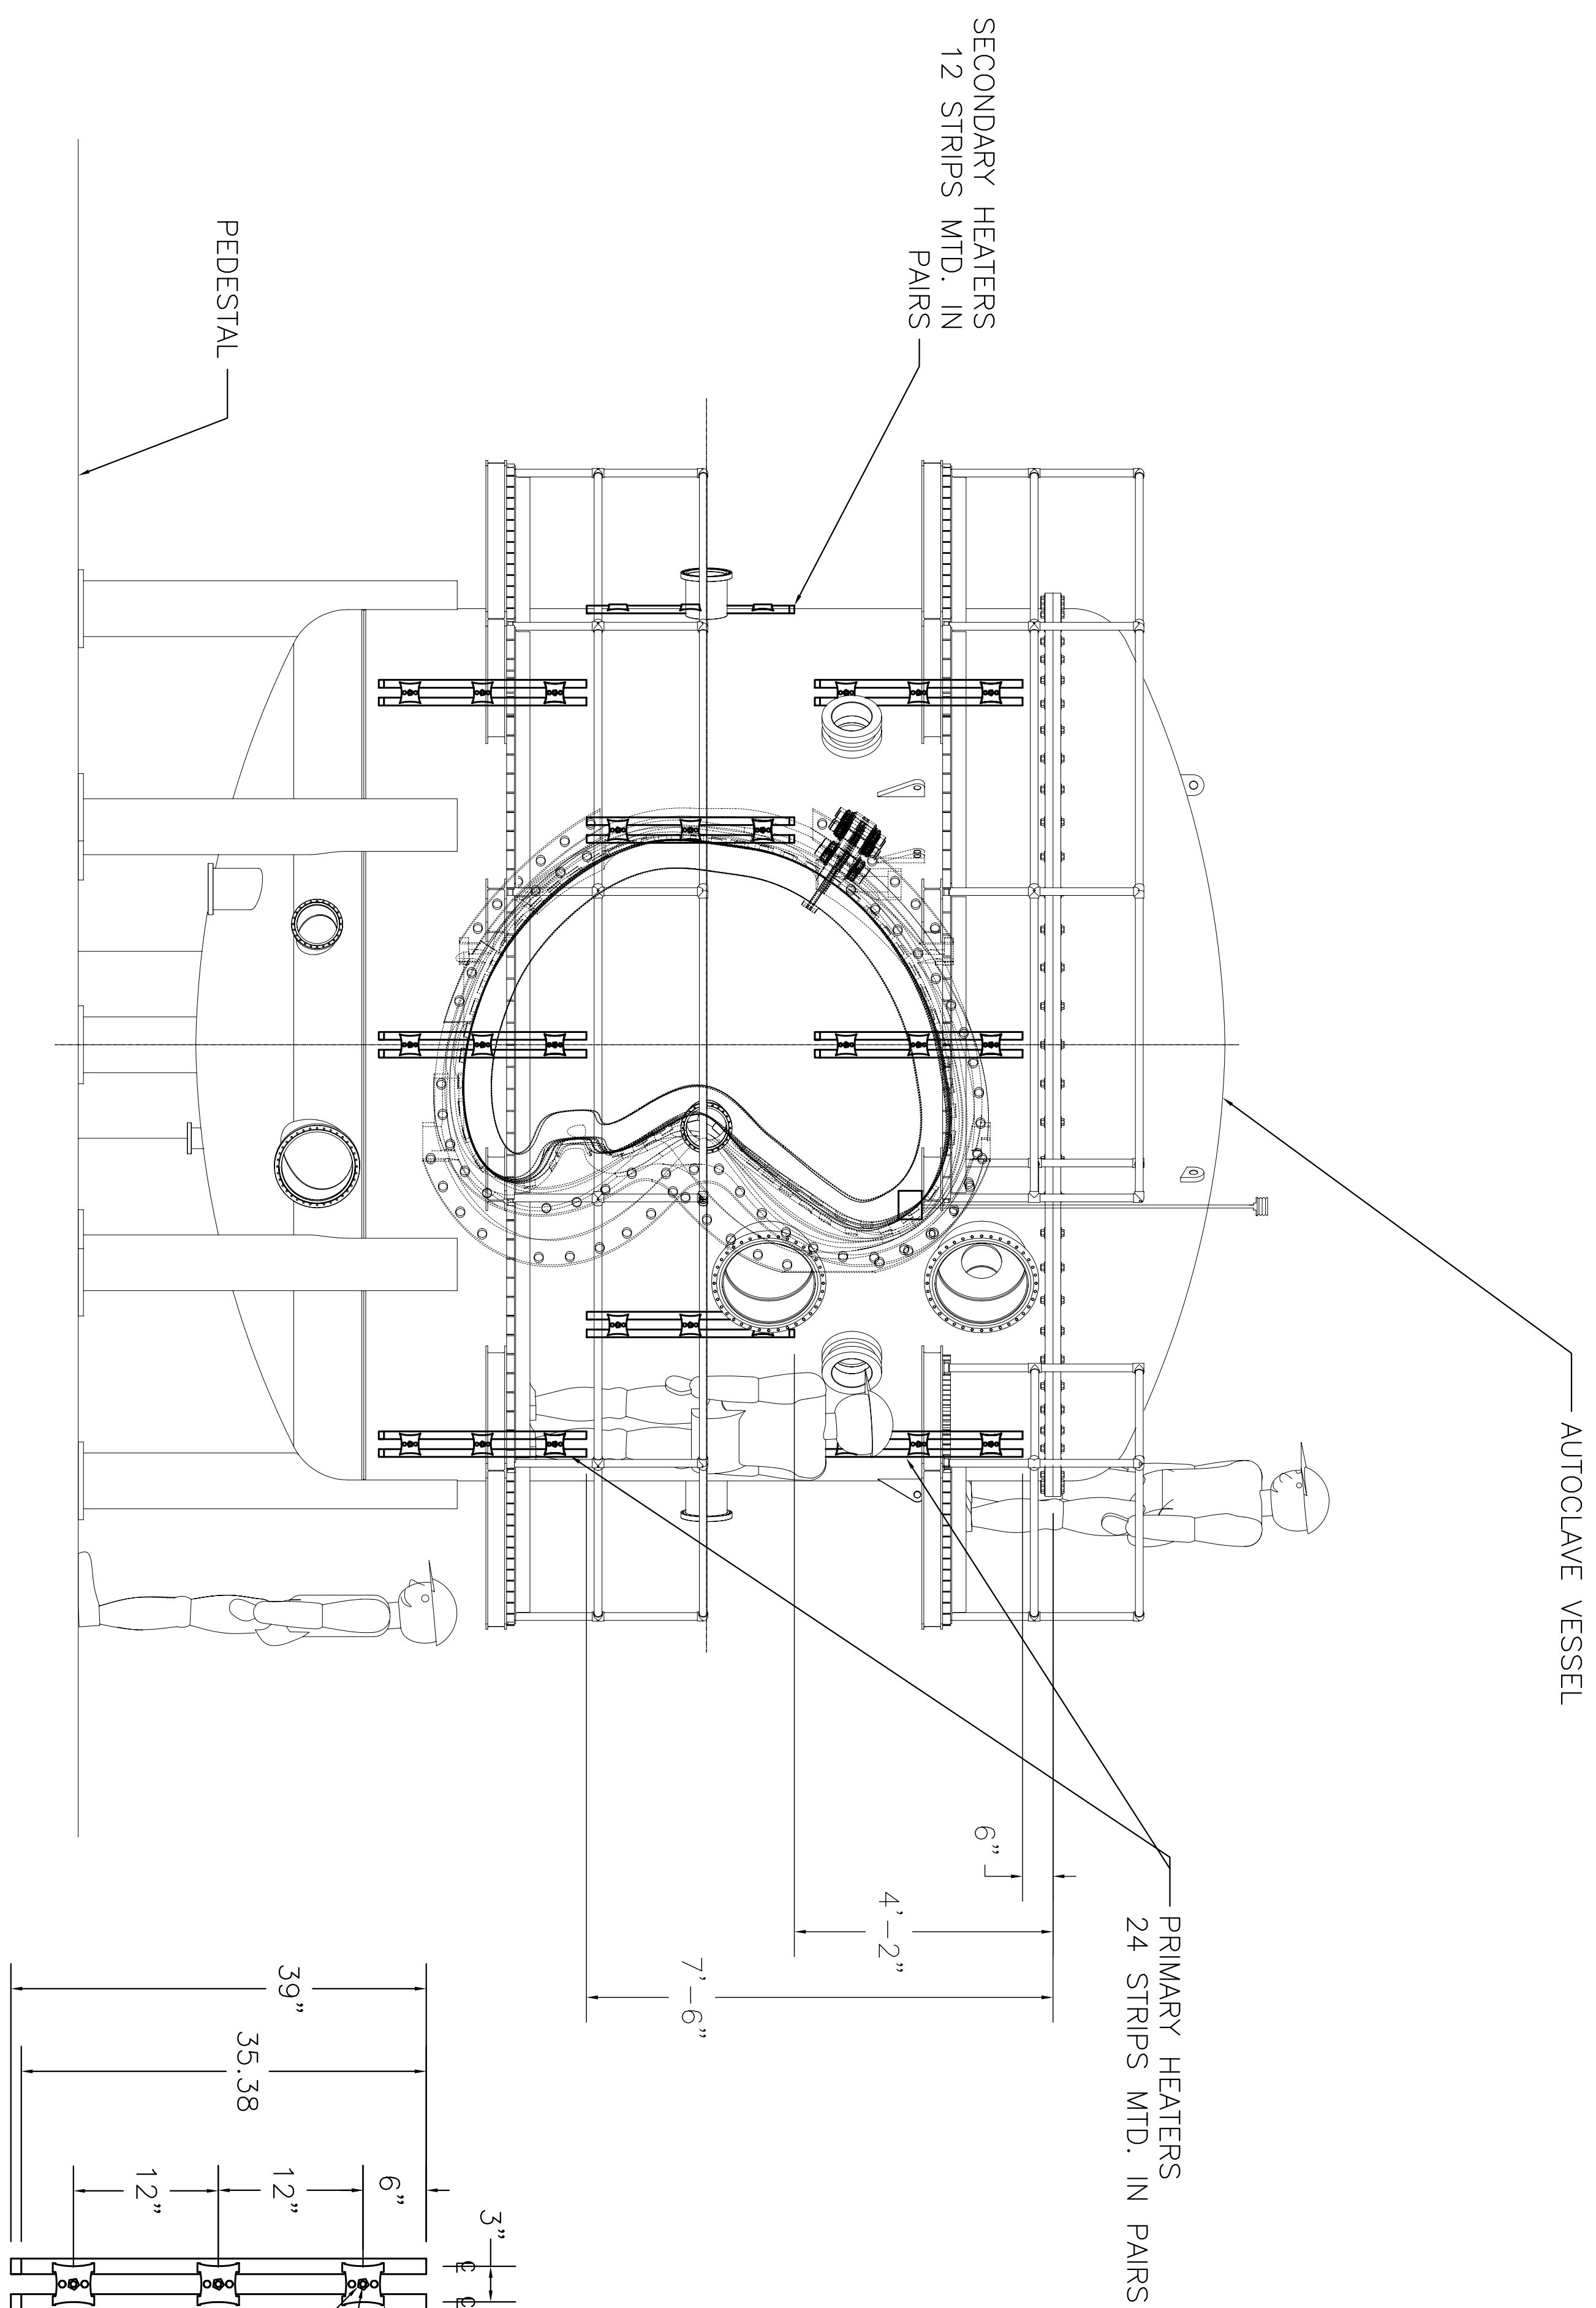 AUTOCLAVE VESSEL
SECONDARY HEATERS
12 STRIPS MTD. IN
PAIRS
PEDESTAL
PRIMARY HEATERS
24 STRIPS MTD. IN PAIRS
6"
4'-2"
7'-6"
39"
35.38
12"
12"
6"
3"